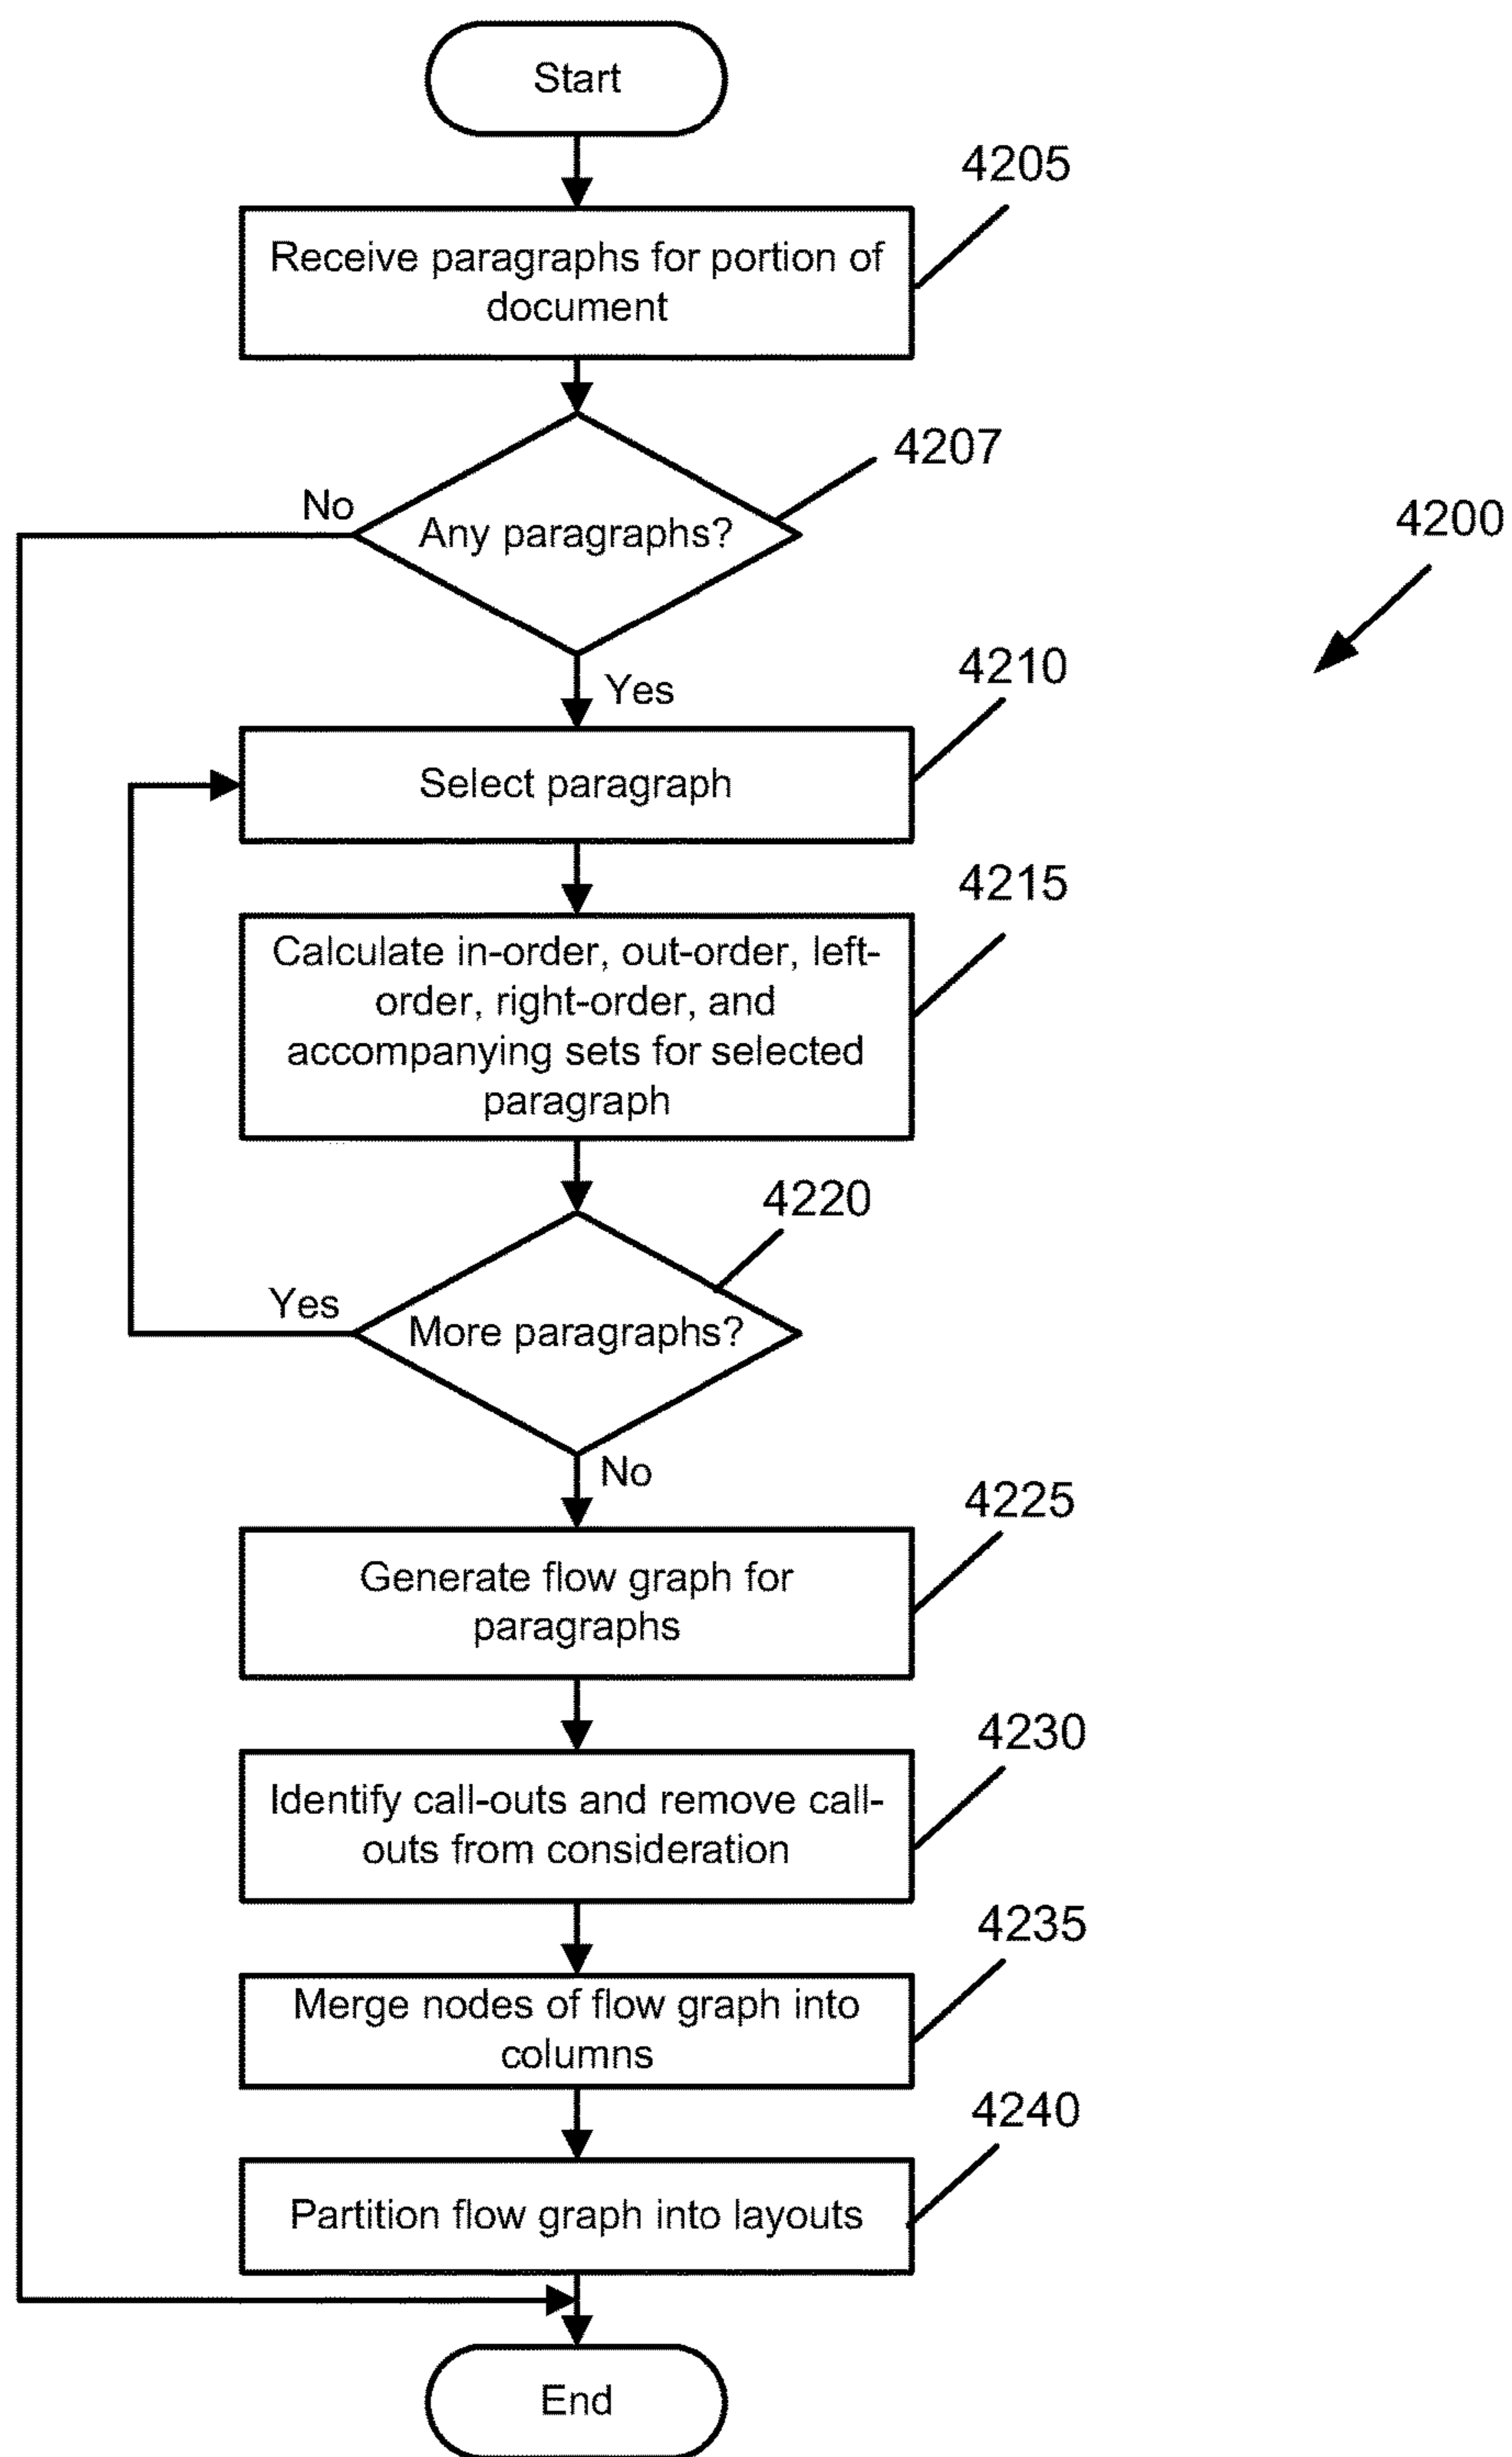 Start
4205
Receive paragraphs for portion of
document
4207
No
Any paragraphs?
4200
Yes
4210
Select paragraph
4215
Calculate in-order, out-order, left-
order, right-order, and
accompanying sets for selected
paragraph
4220
Yes
More paragraphs?
No
4225
Generate flow graph for
paragraphs
4230
Identify call-outs and remove call-
outs from consideration
4235
Merge nodes of flow graph into
columns
4240
Partition flow graph into layouts
End